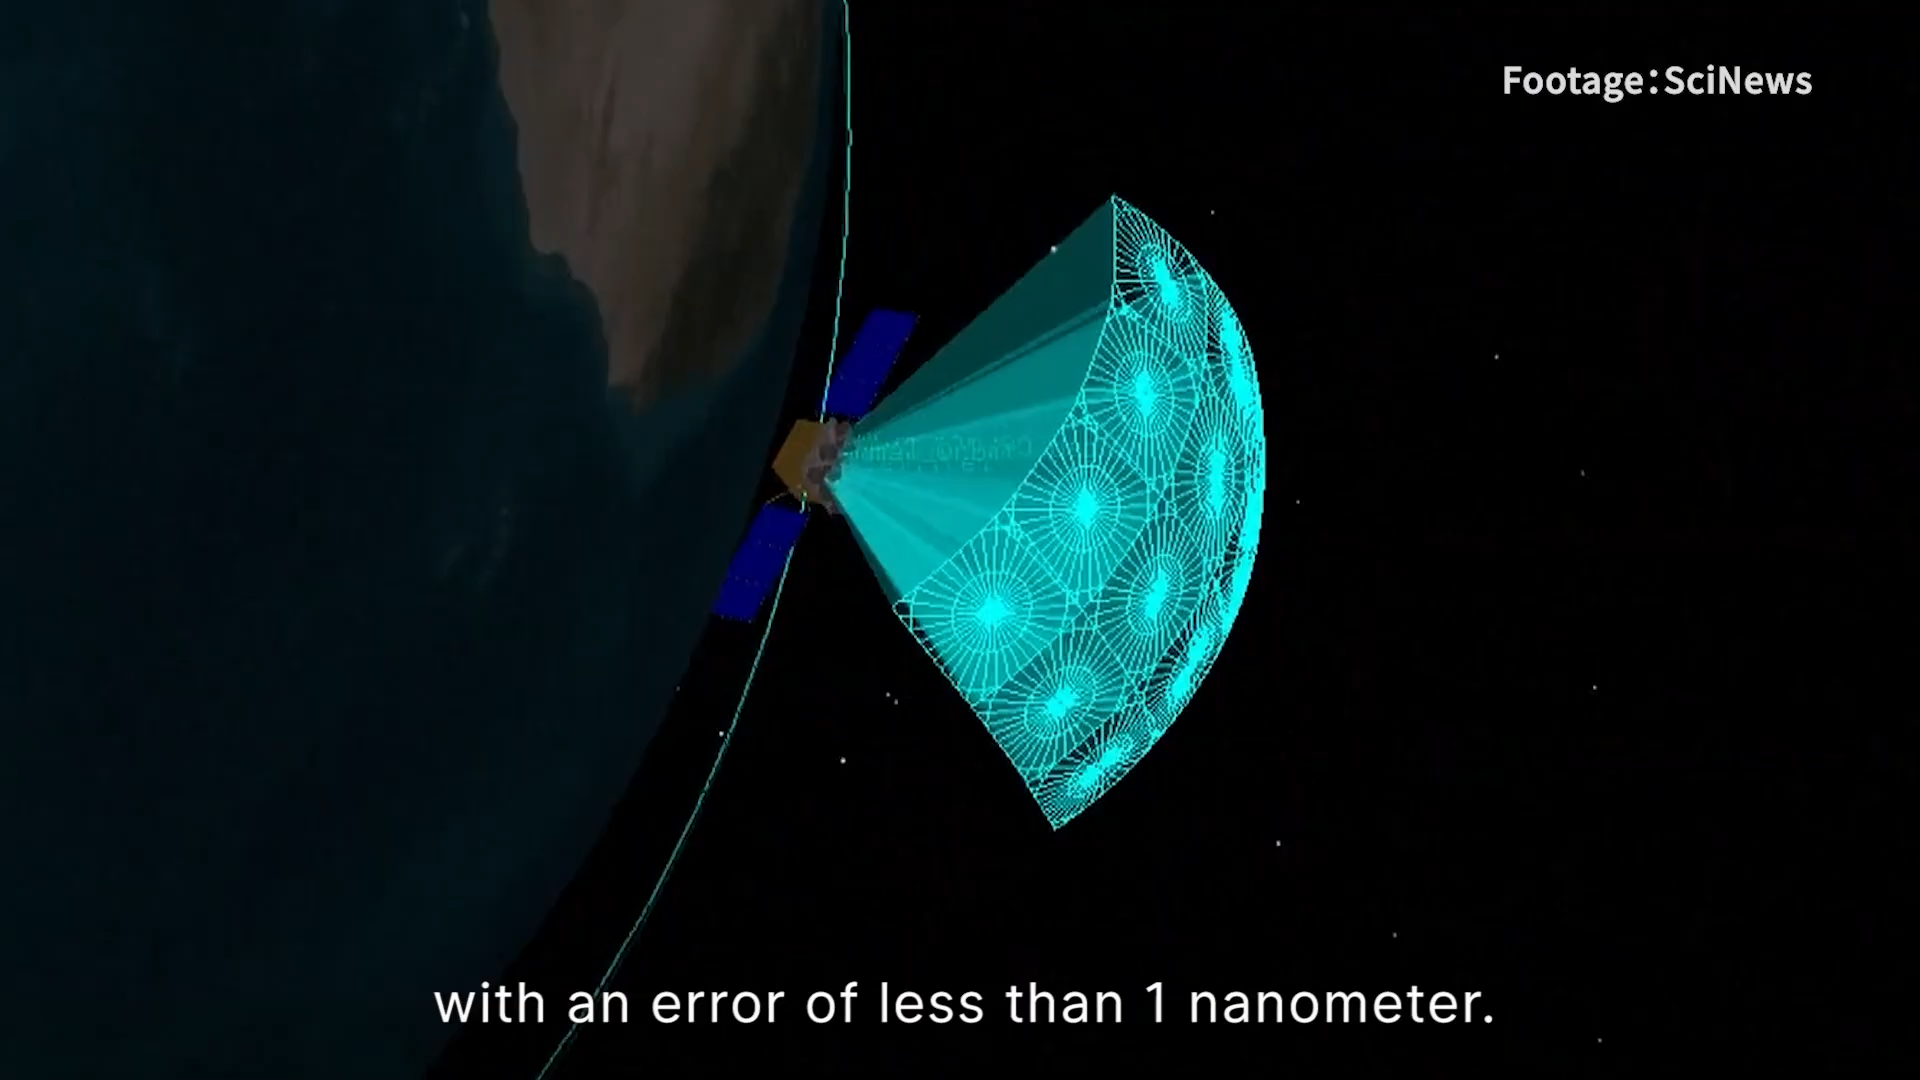 Footage:SciNews
with an error of less than 1 nanometer.